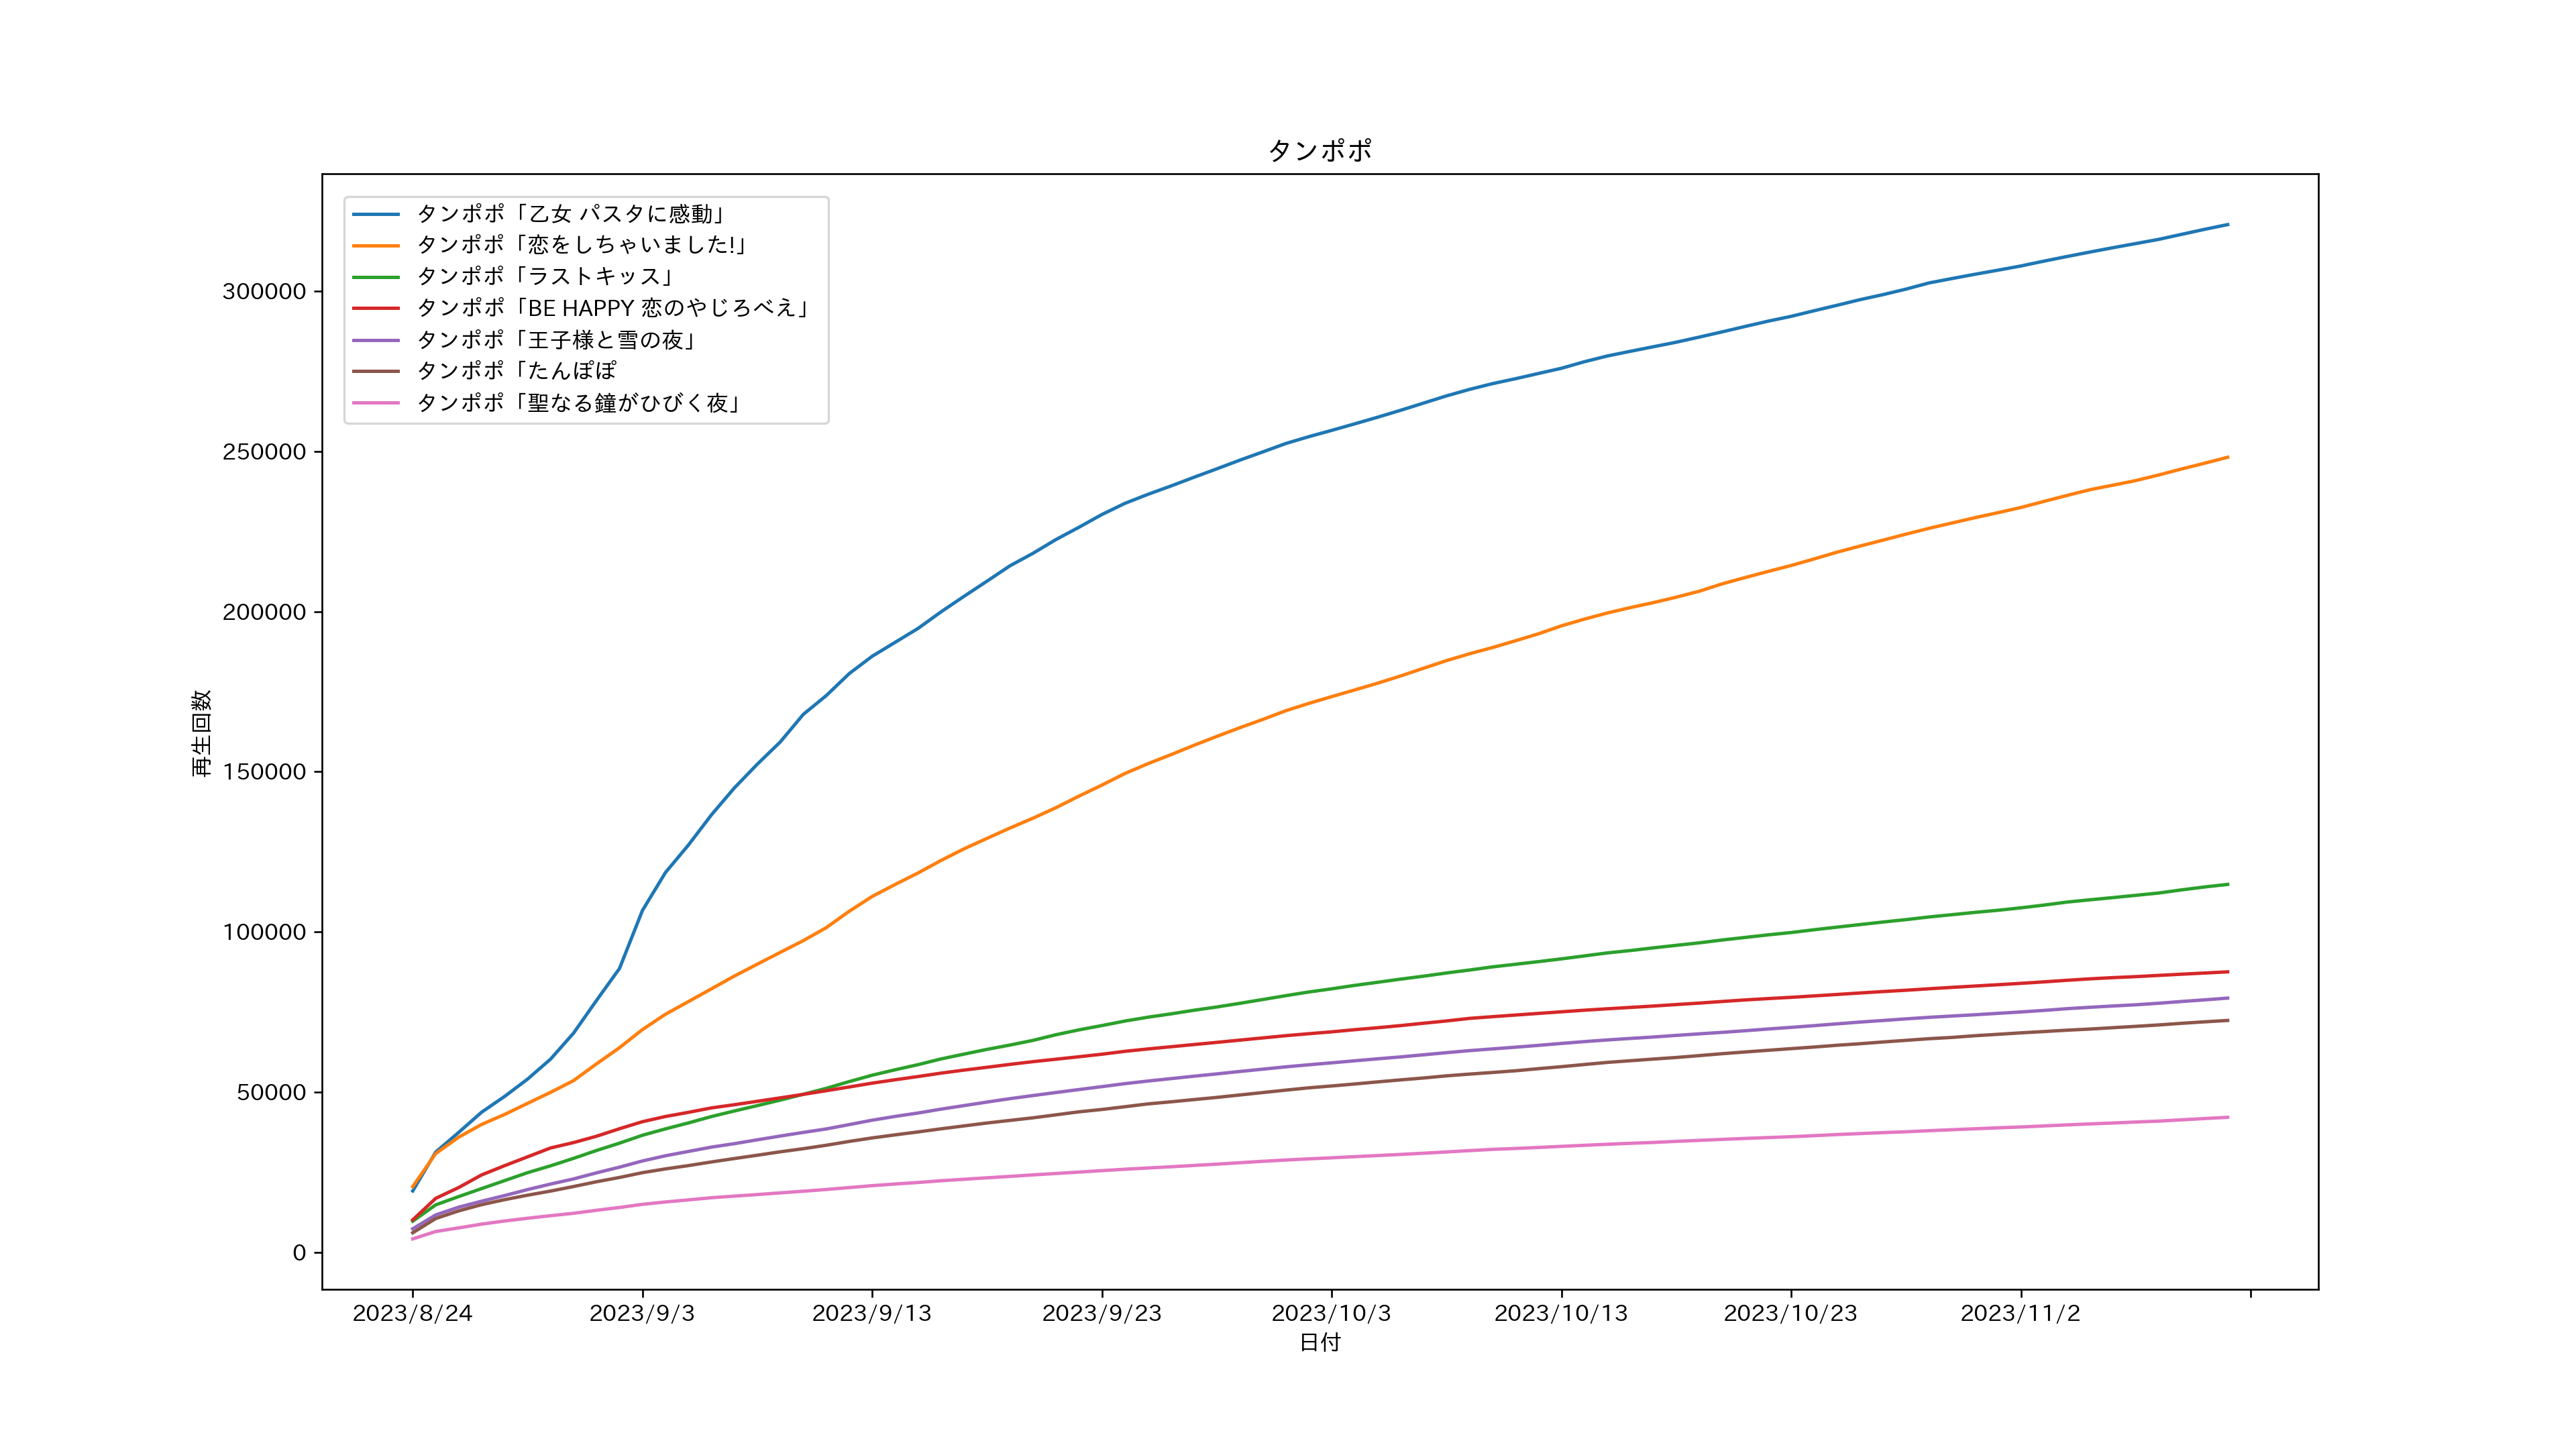 タンポポ
タンポポ「乙女 パスタに感動」
タンポポ「恋をしちゃいました!」
タンポポ「ラストキッス」
タンポポ「BE HAPPY 恋のやじろべえ」
タンポポ「王子様と雪の夜」
タンポポ「たんぽぽ
タンポポ「聖なる鐘がひびく夜」
再生回数
300000
250000
200000
150000
100000
50000
0
2023/8/24 2023/9/3 2023/9/13 2023/9/23 2023/10/3 2023/10/13 2023/10/23 2023/11/2
日付